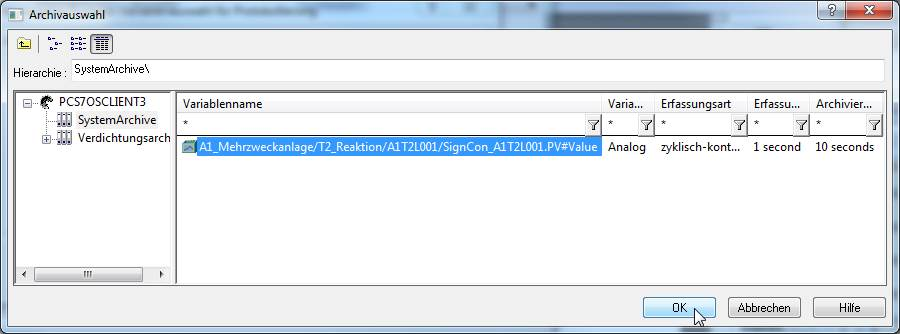 Archivauswahl
Hierarchie :
SystemArchive\
PCS7OSCLIENT3
SystemArchive
Verdichtungsarch
Variablenname Varia... Erfassungsart Erfassu... Archivier...
* * * * *
A1_Mehrzweckanlage/T2_Reaktion/A1T2L001/SignCon_A1T2L001.PV#Value Analog zyklisch-kont... 1 second 10 seconds
OK Abbrechen Hilfe